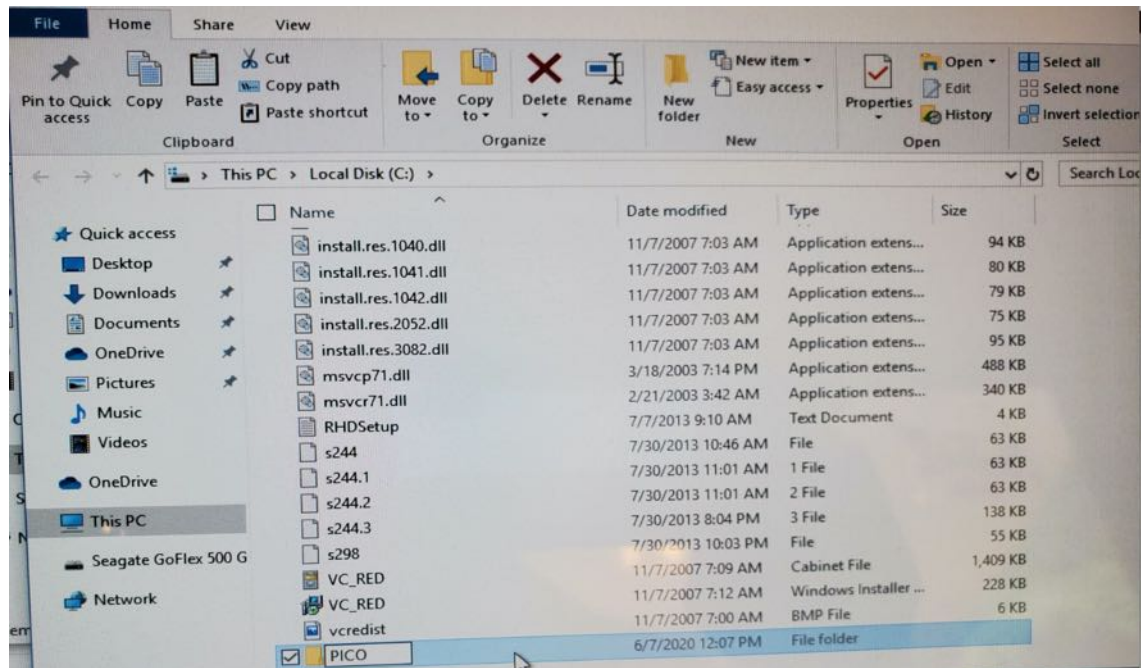 File Home Share View
Pin to Quick access
Copy
Paste
Cut
Copy path
Paste shortcut
Clipboard
Move to
Copy to
Delete
Rename
Organize
New folder
New item
Easy access
New
Properties
Open
Edit
History
Open
Select all
Select none
Invert selection
Select
This PC > Local Disk (C:) >
Search Loc
Name Date modified Type Size
Quick access
Desktop
Downloads
Documents
OneDrive
Pictures
Music
Videos
OneDrive
This PC
Seagate GoFlex 500 G
Network
install.res.1040.dll 11/7/2007 7:03 AM Application extens... 94 KB
install.res.1041.dll 11/7/2007 7:03 AM Application extens... 80 KB
install.res.1042.dll 11/7/2007 7:03 AM Application extens... 79 KB
install.res.2052.dll 11/7/2007 7:03 AM Application extens... 75 KB
install.res.3082.dll 11/7/2007 7:03 AM Application extens... 95 KB
msvcp71.dll 3/18/2003 7:14 PM Application extens... 488 KB
msvcr71.dll 2/21/2003 3:42 AM Application extens... 340 KB
RHDSetup 7/7/2013 9:10 AM Text Document 4 KB
s244 7/30/2013 10:46 AM File 63 KB
s244.1 7/30/2013 11:01 AM 1 File 63 KB
s244.2 7/30/2013 11:01 AM 2 File 63 KB
s244.3 7/30/2013 8:04 PM 3 File 138 KB
s298 7/30/2013 10:03 PM File 55 KB
VC_RED 11/7/2007 7:09 AM Cabinet File 1,409 KB
VC_RED 11/7/2007 7:12 AM Windows Installer ... 228 KB
vcredist 11/7/2007 7:00 AM BMP File 6 KB
PICO 6/7/2020 12:07 PM File folder